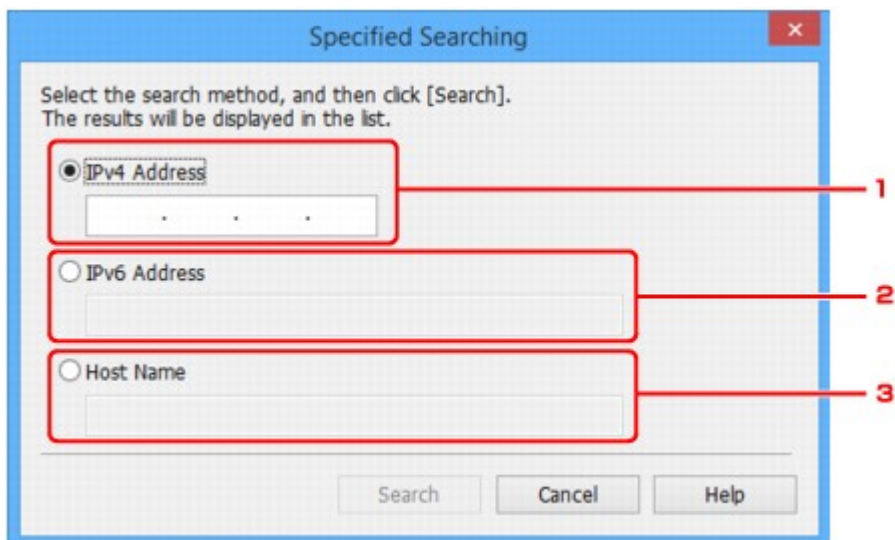 Specified Searching
Select the search method, and then click [Search].
The results will be displayed in the list.
IPv4 Address
. . .
1
IPv6 Address
2
Host Name
3
Search Cancel Help